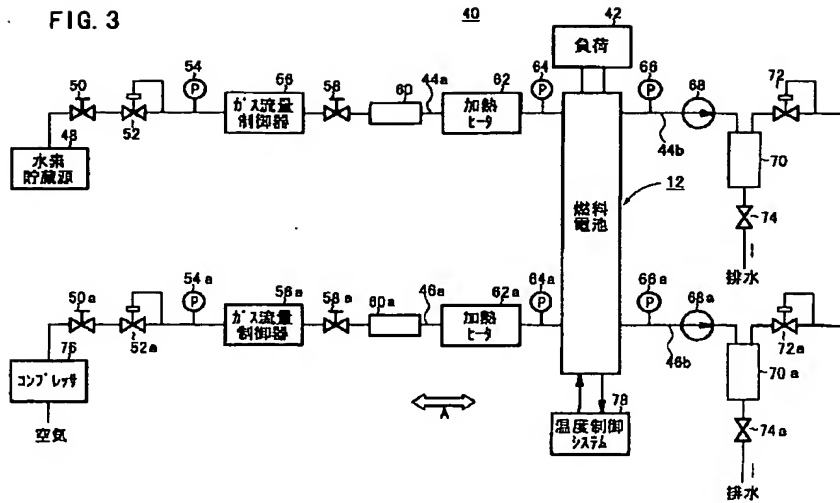 FIG. 3
40
42
負荷
50
52
54
48
水素
貯蔵源
56
ガス流量
制御器
58
60
44a
62
加熱
ヒータ
64
66
44b
68
70
72
74
排水
12
燃料
電池
50a
52a
54a
76
コンプレッサ
空気
56a
ガス流量
制御器
58a
60a
46a
62a
加熱
ヒータ
64a
66a
46b
68a
70a
72a
74a
排水
A
78
温度制御
システム